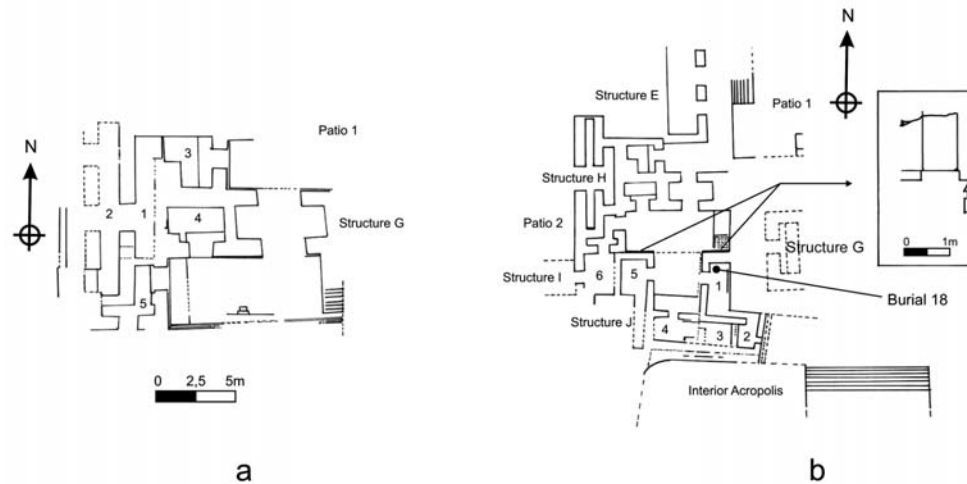 N
Patio 1
3
2
1
4
Structure G
5
0 2,5 5m
a
N
Structure E
Patio 1
Structure H
Patio 2
Structure G
Structure I
6
5
1
0 1m
Burial 18
Structure J
4
3
2
Interior Acropolis
b